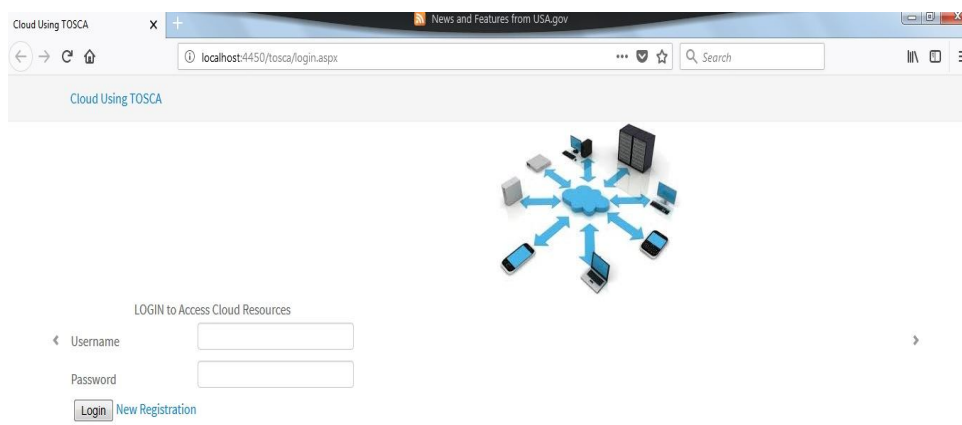 Cloud Using TOSCA
News and Features from USA.gov
localhost:4450/tosca/login.aspx
Search
Cloud Using TOSCA
LOGIN to Access Cloud Resources
Username
Password
Login New Registration